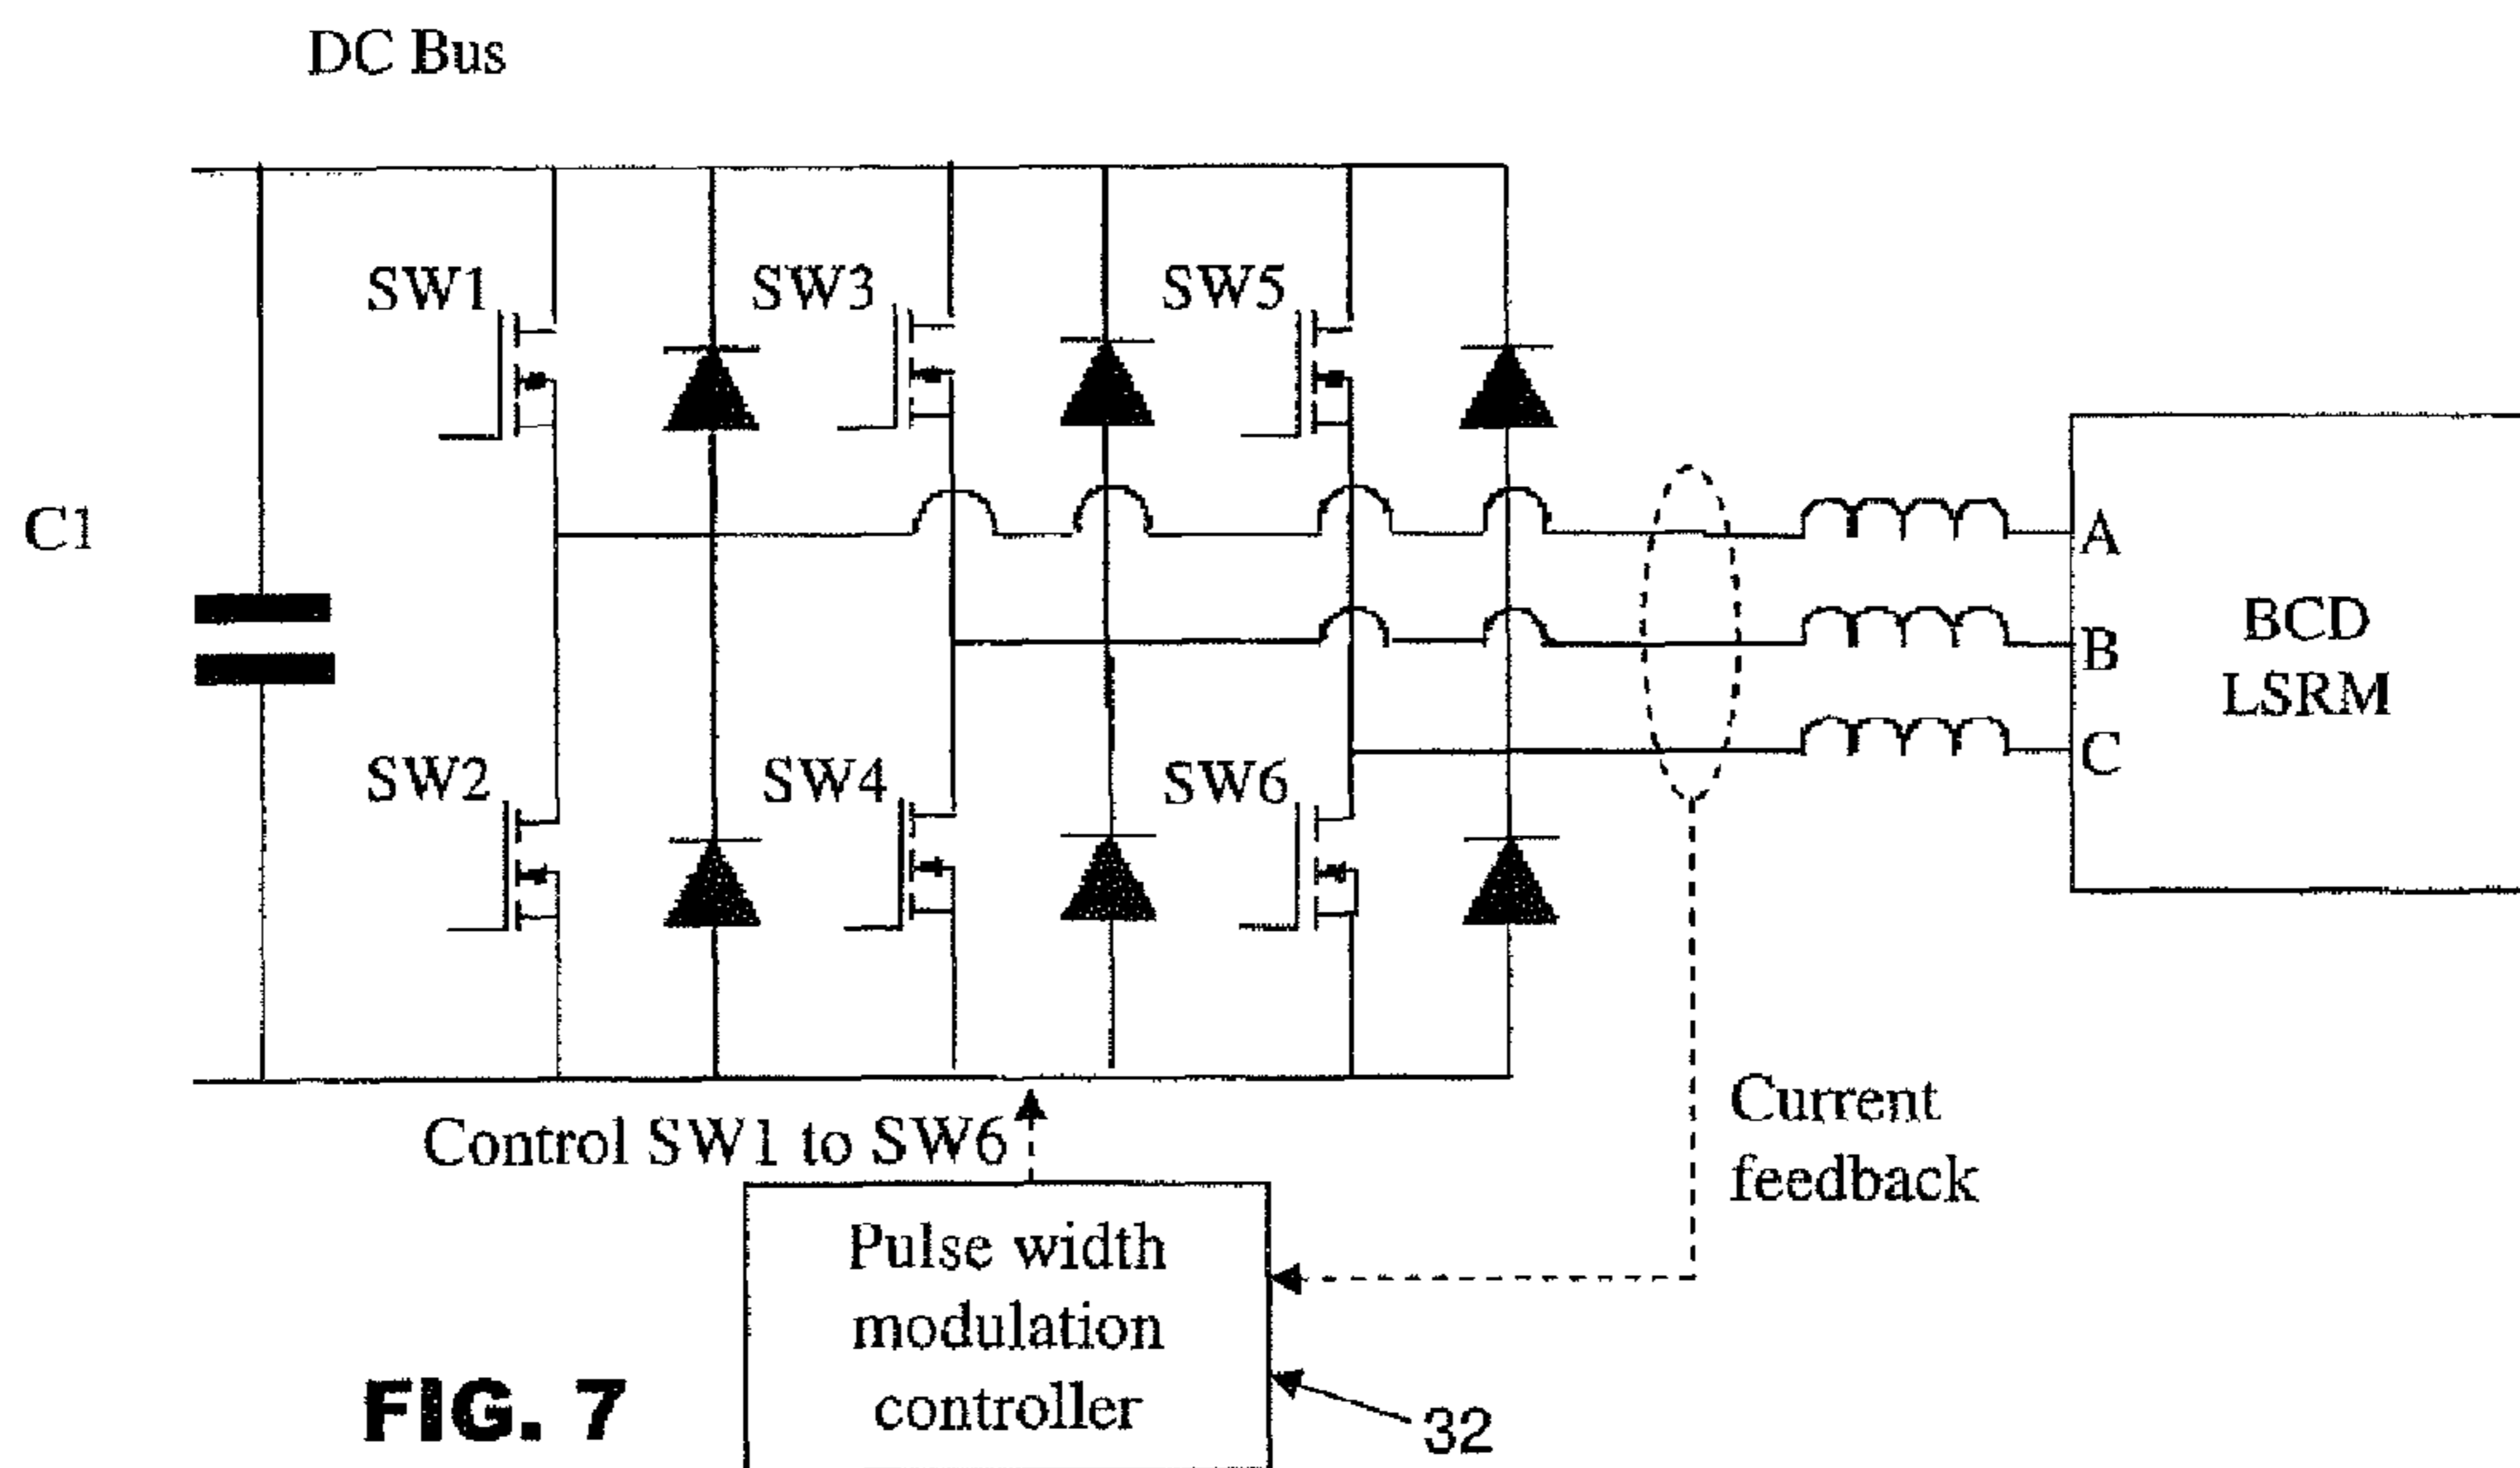 DC Bus
SW1
SW3
SW5
C1
A
B
C
BCD
LSRM
SW2
SW4
SW6
Control SW1 to SW6
Current
feedback
Pulse width
modulation
controller
32
FIG. 7